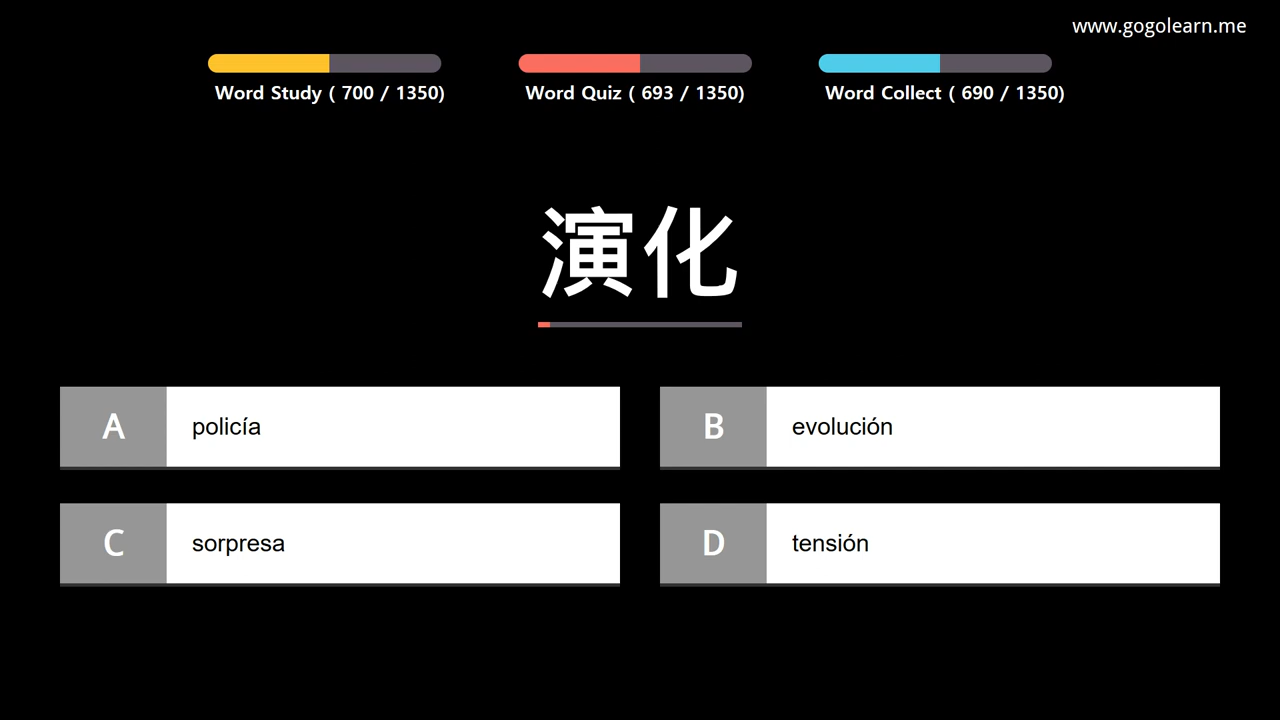 www.gogolearn.me
Word Study ( 700 / 1350)
Word Quiz ( 693 / 1350)
Word Collect ( 690 / 1350)
演化
A policía
B evolución
C sorpresa
D tensión